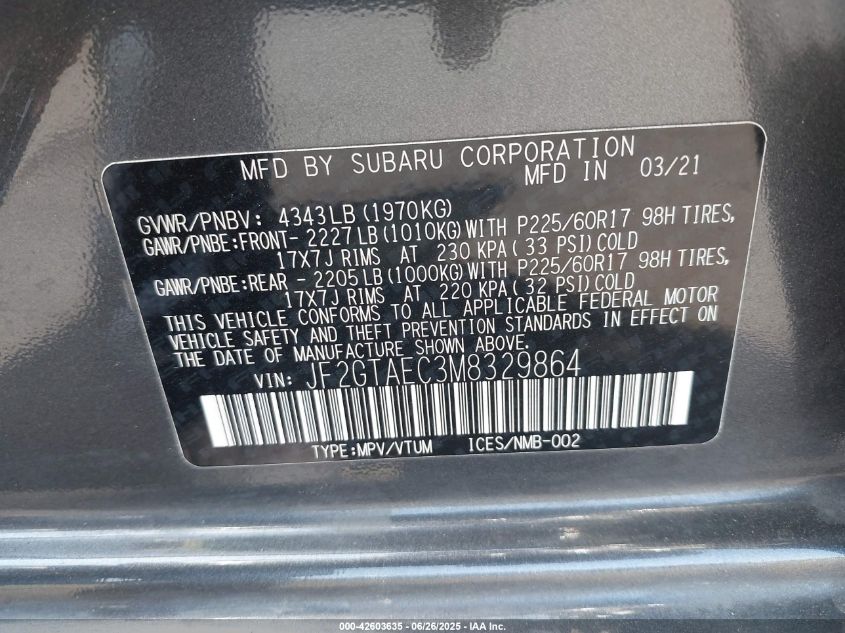 MFD BY SUBARU CORPORATION
MFD IN 03/21
GVWR/PNBV: 4343LB (1970KG)
GAWR/PNBE:FRONT- 2227LB (1010KG) WITH P225/60R17 98H TIRES,
17X7J RIMS AT 230 KPA( 33 PSI) COLD
GAWR/PNBE:REAR - 2205LB (1000KG) WITH P225/60R17 98H TIRES,
17X7J RIMS AT 220 KPA( 32 PSI) COLD
THIS VEHICLE CONFORMS TO ALL APPLICABLE FEDERAL MOTOR
VEHICLE SAFETY AND THEFT PREVENTION STANDARDS IN EFFECT ON
THE DATE OF MANUFACTURE SHOWN ABOVE.
VIN: JF2GTAEC3M8329864
TYPE:MPV/VTUM ICES/NMB-002
000-42603635 - 06/26/2025 - IAA Inc.